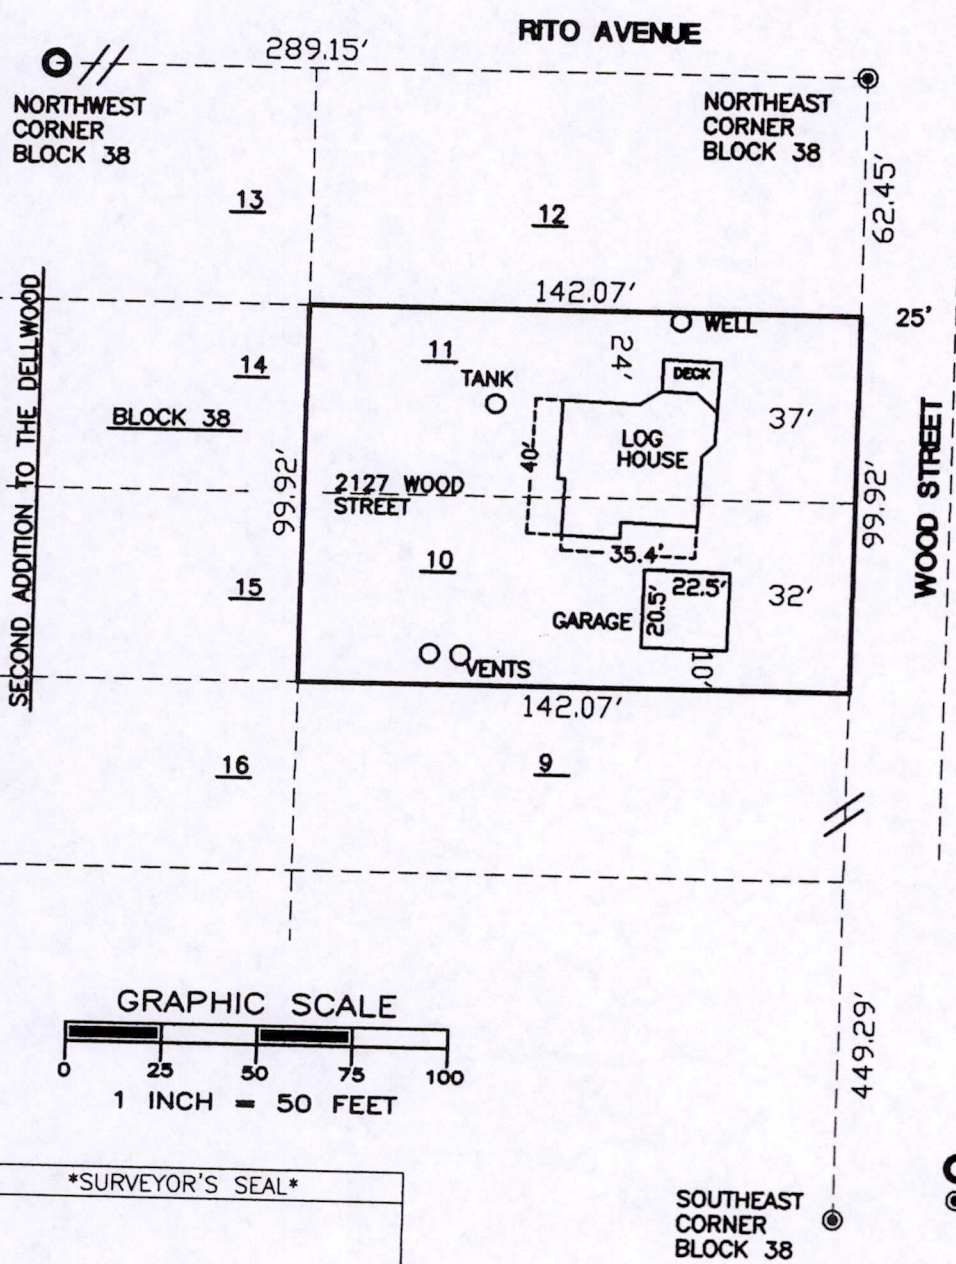 RITO AVENUE
289.15'
NORTHWEST
CORNER
BLOCK 38
NORTHEAST
CORNER
BLOCK 38
62.45'
13
12
142.07'
25'
SECOND ADDITION TO THE DELLWOOD
14
BLOCK 38
11
TANK
WELL
24'
DECK
37'
LOG
HOUSE
40'
99.92'
2127 WOOD
STREET
99.92'
WOOD STREET
35.4'
15
10
GARAGE
20.5'
22.5'
32'
10'
VENTS
142.07'
16
9
GRAPHIC SCALE
0 25 50 75 100
1 INCH = 50 FEET
449.29'
*SURVEYOR'S SEAL*
SOUTHEAST
CORNER
BLOCK 38